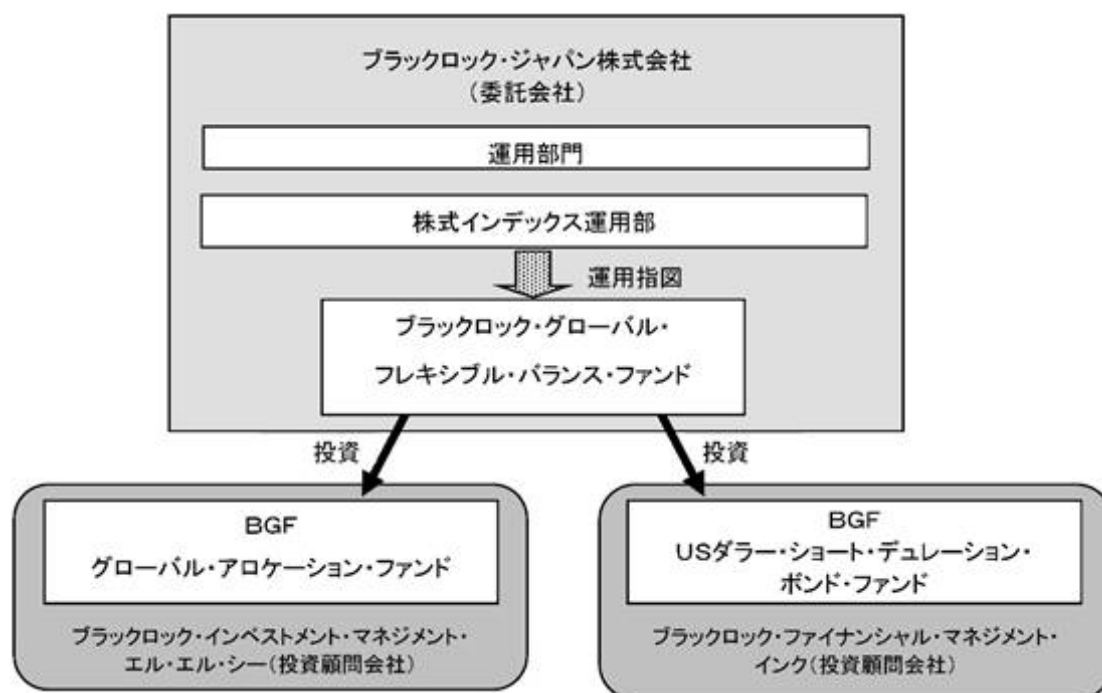 ブラックロック・ジャパン株式会社
（委託会社）
運用部門
株式インデックス運用部
運用指図
ブラックロック・グローバル・
フレキシブル・バランス・ファンド
投資
投資
ＢＧＦ
グローバル・アロケーション・ファンド
ブラックロック・インベストメント・マネジメント・
エル・エル・シー（投資顧問会社）
ＢＧＦ
ＵＳダラー・ショート・デュレーション・
ボンド・ファンド
ブラックロック・ファイナンシャル・マネジメント・
インク（投資顧問会社）